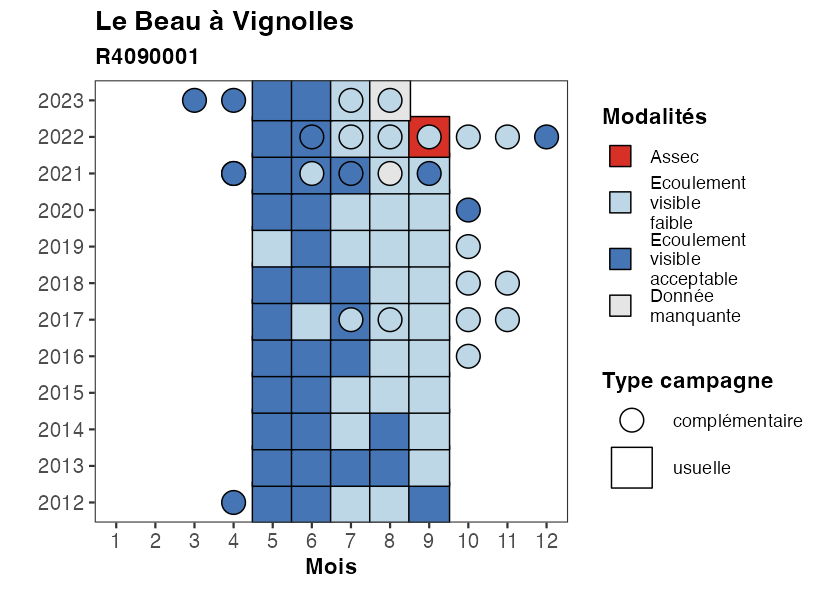 Le Beau à Vignolles
R4090001
2023
2022
2021
2020
2019
2018
2017
2016
2015
2014
2013
2012
1 2 3 4 5 6 7 8 9 10 11 12
Mois
Modalités
Assec
Ecoulement
visible
faible
Ecoulement
visible
acceptable
Donnée
manquante
Type campagne
complémentaire
usuelle